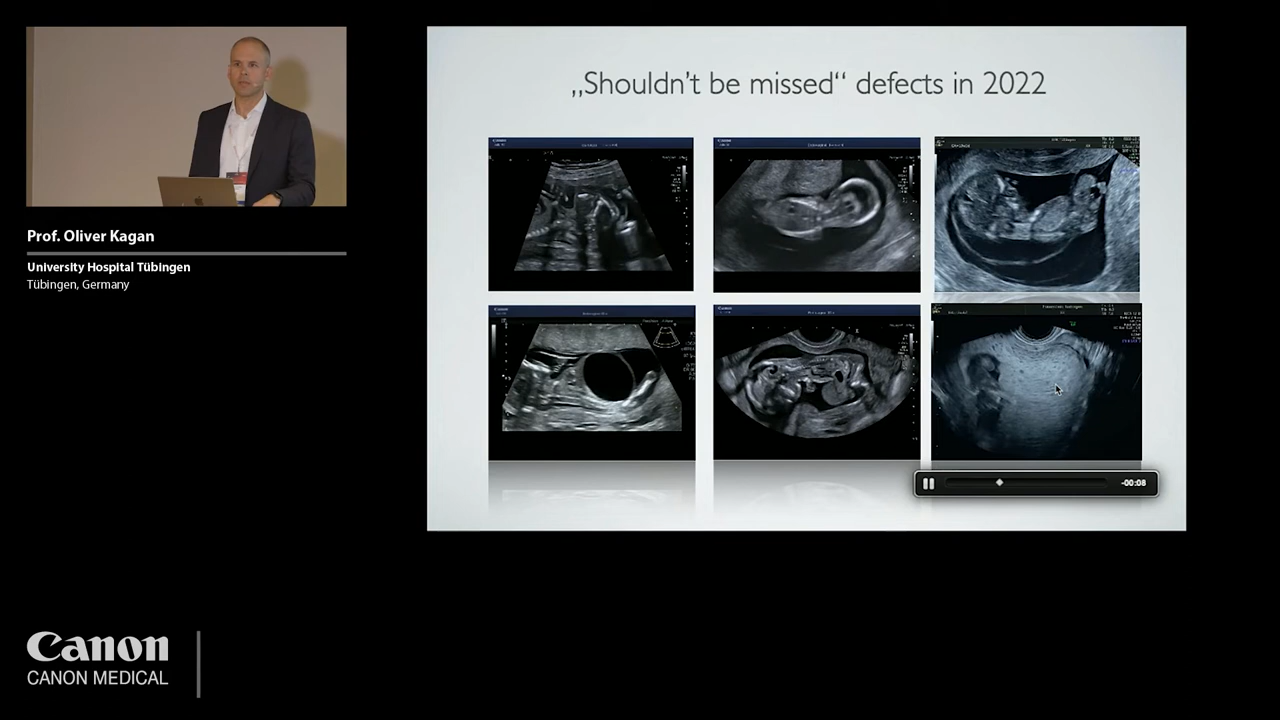 „Shouldn't be missed“ defects in 2022
Prof. Oliver Kagan
University Hospital Tübingen
Tübingen, Germany
-00:08
Canon
CANON MEDICAL